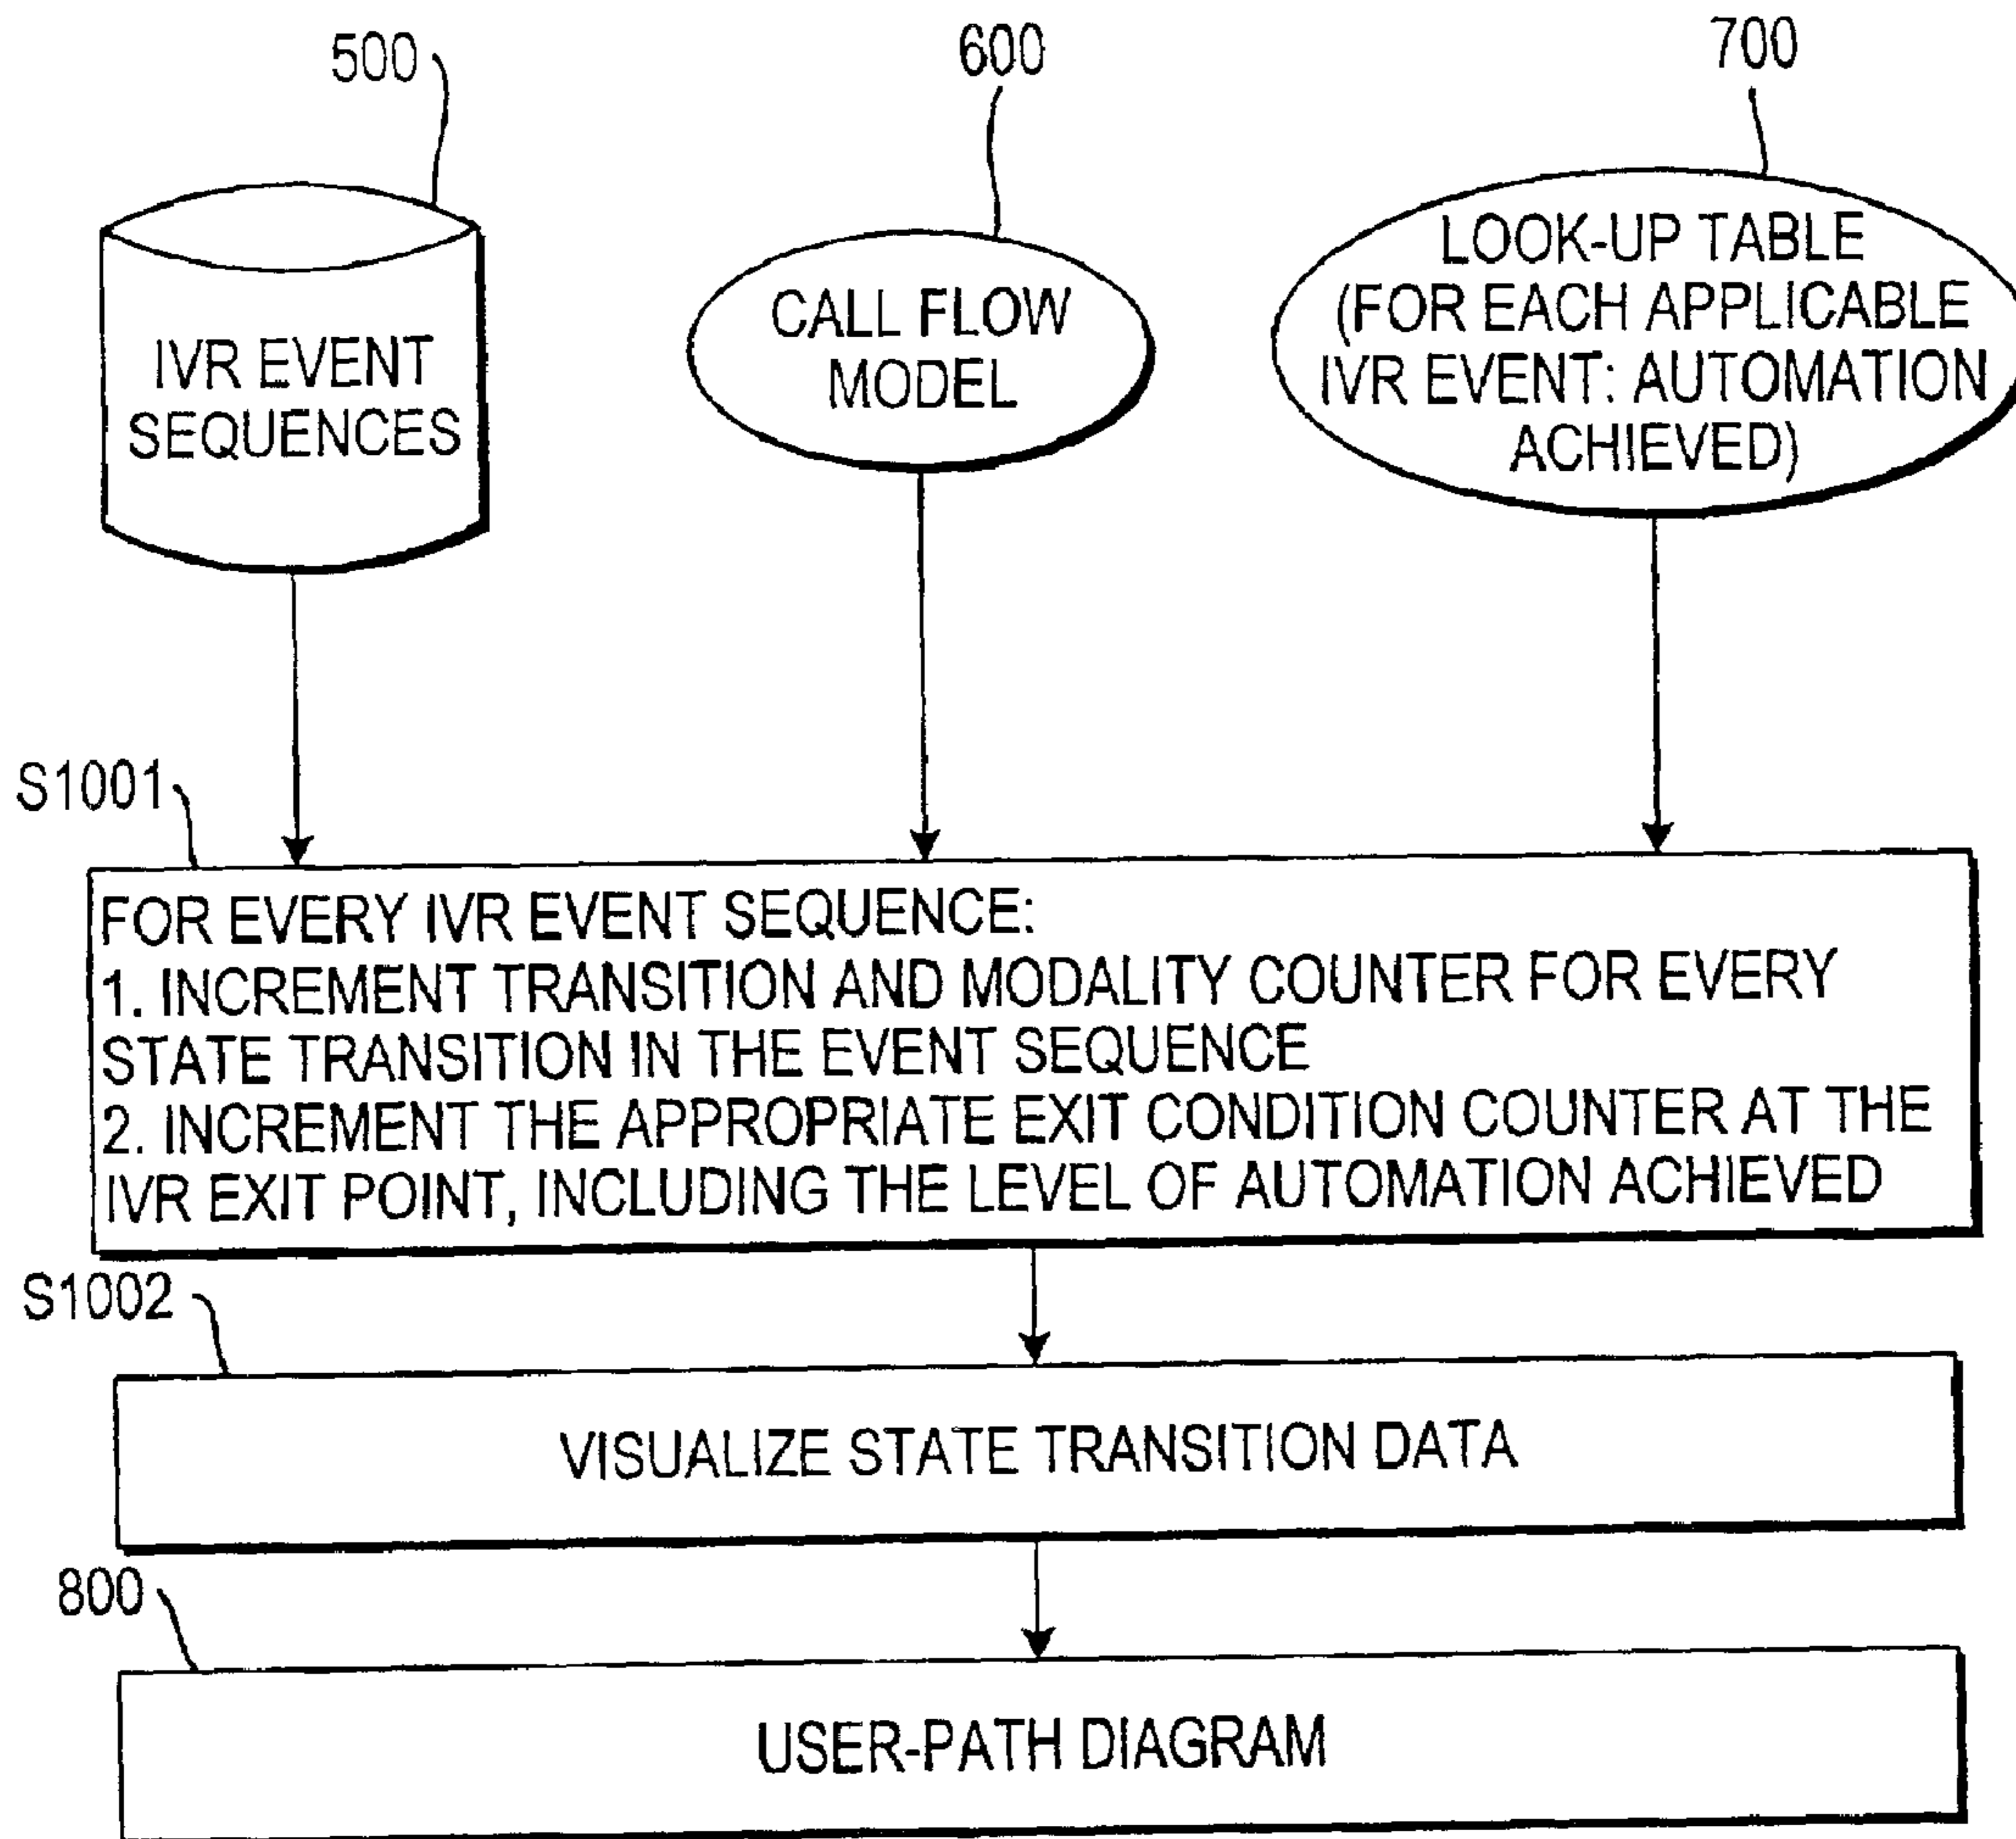 500
600
700
IVR EVENT
SEQUENCES
CALL FLOW
MODEL
LOOK-UP TABLE
(FOR EACH APPLICABLE
IVR EVENT: AUTOMATION
ACHIEVED)
S1001
FOR EVERY IVR EVENT SEQUENCE:
1. INCREMENT TRANSITION AND MODALITY COUNTER FOR EVERY
STATE TRANSITION IN THE EVENT SEQUENCE
2. INCREMENT THE APPROPRIATE EXIT CONDITION COUNTER AT THE
IVR EXIT POINT, INCLUDING THE LEVEL OF AUTOMATION ACHIEVED
S1002
VISUALIZE STATE TRANSITION DATA
800
USER-PATH DIAGRAM